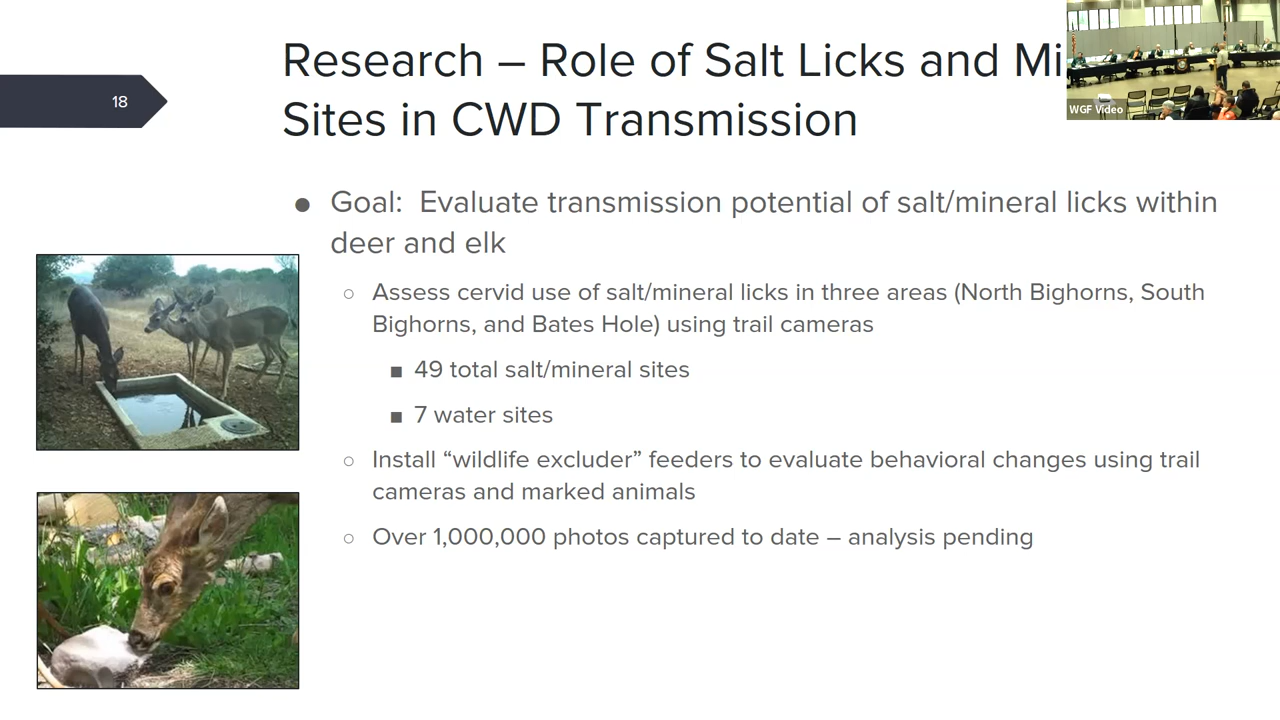 18
Research – Role of Salt Licks and Mi
Sites in CWD Transmission
WGF Video
● Goal: Evaluate transmission potential of salt/mineral licks within
deer and elk
○ Assess cervid use of salt/mineral licks in three areas (North Bighorns, South
Bighorns, and Bates Hole) using trail cameras
■ 49 total salt/mineral sites
■ 7 water sites
○ Install “wildlife excluder” feeders to evaluate behavioral changes using trail
cameras and marked animals
○ Over 1,000,000 photos captured to date – analysis pending